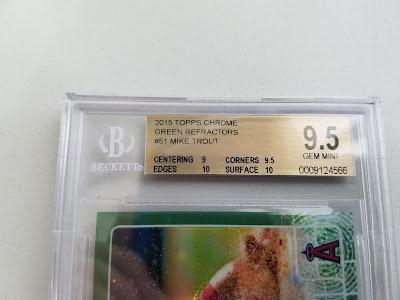 2015 TOPPS CHROME
GREEN REFRACTORS
#51 MIKE TROUT
CENTERING 9 CORNERS 9.5
EDGES 10 SURFACE 10
9.5
GEM MINT
0009124566
B
BECKETT
A